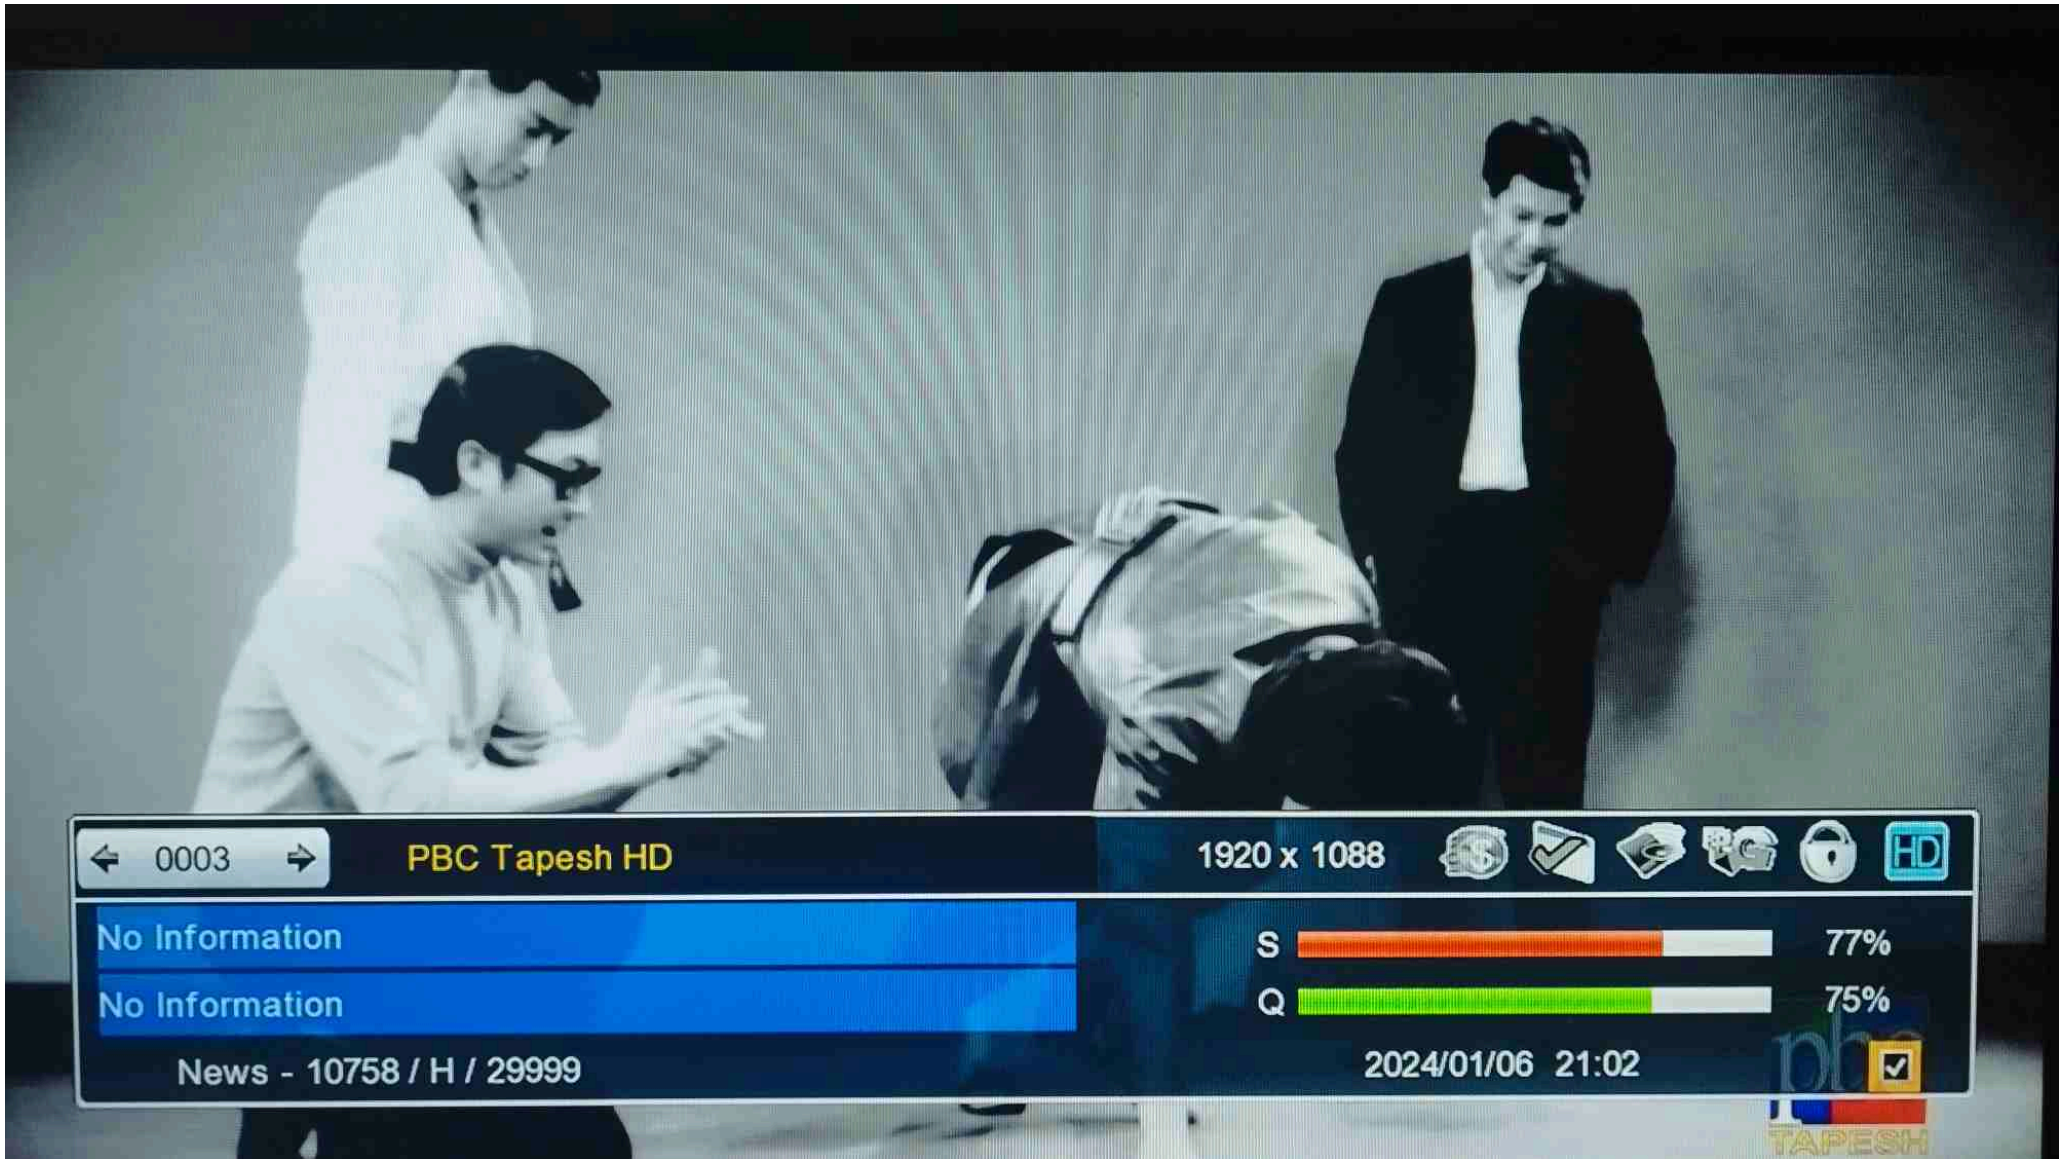 0003 PBC Tapesh HD 1920 x 1088 HD
No Information
No Information
S 77%
Q 75%
News - 10758 / H / 29999 2024/01/06 21:02
pbc
TAPESH